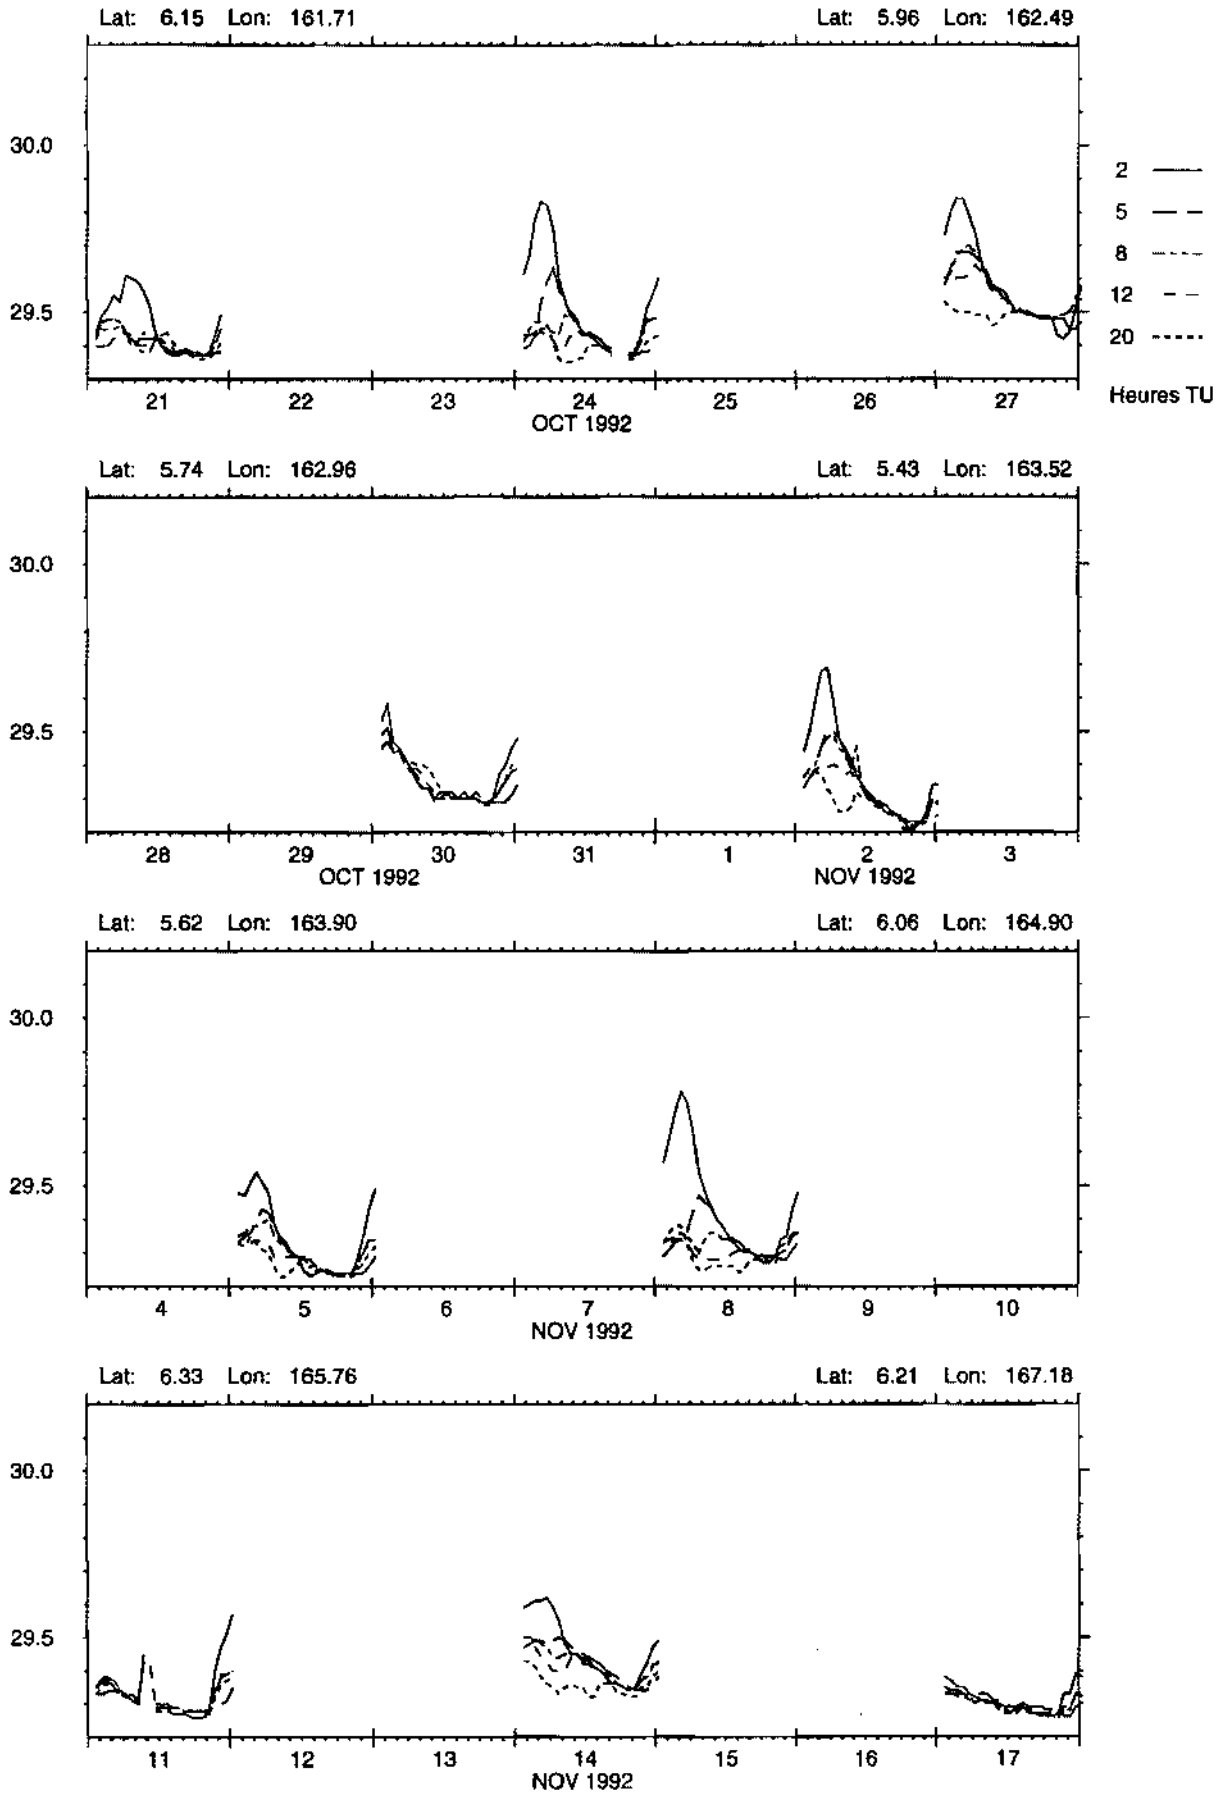 Lat: 6.15 Lon: 161.71 Lat: 5.96 Lon: 162.49
30.0
2
5
8
12
29.5
20
21 22 23 24 25 26 27
Heures TU
OCT 1992
Lat: 5.74 Lon: 162.96 Lat: 5.43 Lon: 163.52
30.0
29.5
28 29 30 31 1 2 3
OCT 1992 NOV 1992
Lat: 5.62 Lon: 163.90 Lat: 6.06 Lon: 164.90
30.0
29.5
4 5 6 7 8 9 10
NOV 1992
Lat: 6.33 Lon: 165.76 Lat: 6.21 Lon: 167.18
30.0
29.5
11 12 13 14 15 16 17
NOV 1992